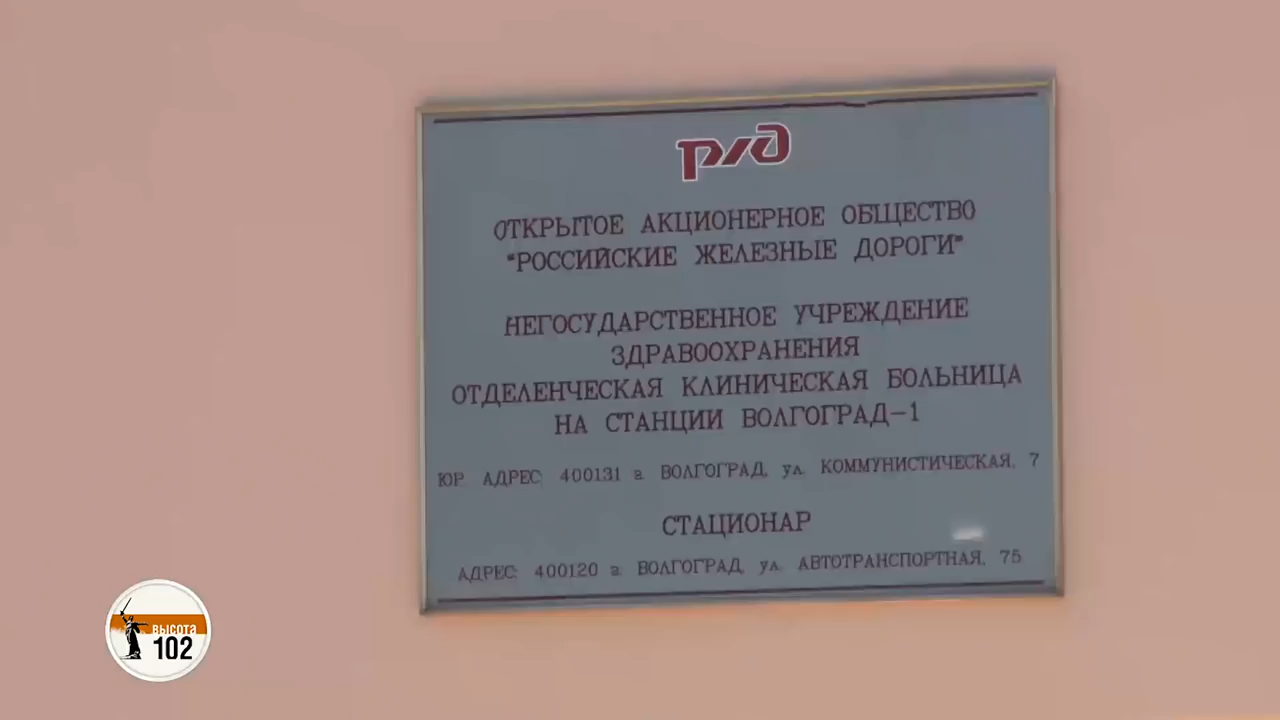 РЖД
ОТКРЫТОЕ АКЦИОНЕРНОЕ ОБЩЕСТВО
"РОССИЙСКИЕ ЖЕЛЕЗНЫЕ ДОРОГИ"
НЕГОСУДАРСТВЕННОЕ УЧРЕЖДЕНИЕ
ЗДРАВООХРАНЕНИЯ
ОТДЕЛЕНЧЕСКАЯ КЛИНИЧЕСКАЯ БОЛЬНИЦА
НА СТАНЦИИ ВОЛГОГРАД-1
ЮР. АДРЕС: 400131 г. ВОЛГОГРАД, ул. КОММУНИСТИЧЕСКАЯ, 7
СТАЦИОНАР
АДРЕС: 400120 г. ВОЛГОГРАД, ул. АВТОТРАНСПОРТНАЯ, 75
ВЫСОТА
102